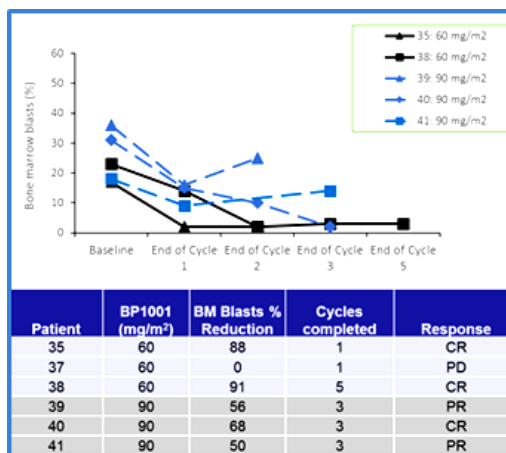 60
50
40
30
20
10
0
Bone marrow blasts (%)
Baseline
End of Cycle 1
End of Cycle 2
End of Cycle 3
End of Cycle 5
35: 60 mg/m2
38: 60 mg/m2
39: 90 mg/m2
40: 90 mg/m2
41: 90 mg/m2
Patient BP1001 (mg/m²) BM Blasts % Reduction Cycles completed Response
35 60 88 1 CR
37 60 0 1 PD
38 60 91 5 CR
39 90 56 3 PR
40 90 68 3 CR
41 90 50 3 PR